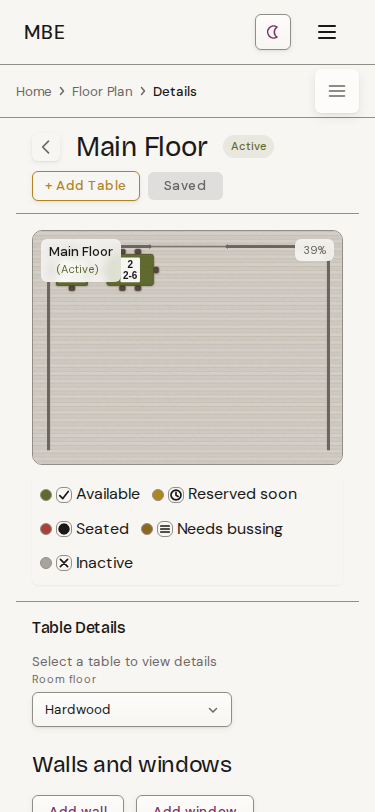 MBE
Home > Floor Plan > Details
Main Floor Active
+ Add Table Saved
Main Floor
(Active)
39%
2
2-6
Available Reserved soon
Seated Needs bussing
Inactive
Table Details
Select a table to view details
Room floor
Hardwood
Walls and windows
Add wall Add window